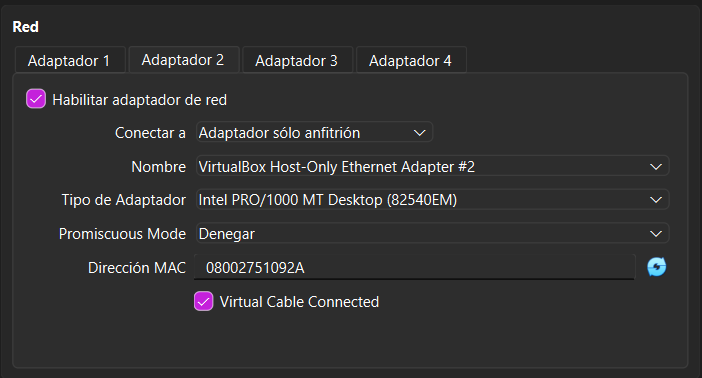 Red
Adaptador 1 Adaptador 2 Adaptador 3 Adaptador 4
Habilitar adaptador de red
Conectar a Adaptador sólo anfitrión
Nombre VirtualBox Host-Only Ethernet Adapter #2
Tipo de Adaptador Intel PRO/1000 MT Desktop (82540EM)
Promiscuous Mode Denegar
Dirección MAC 08002751092A
Virtual Cable Connected